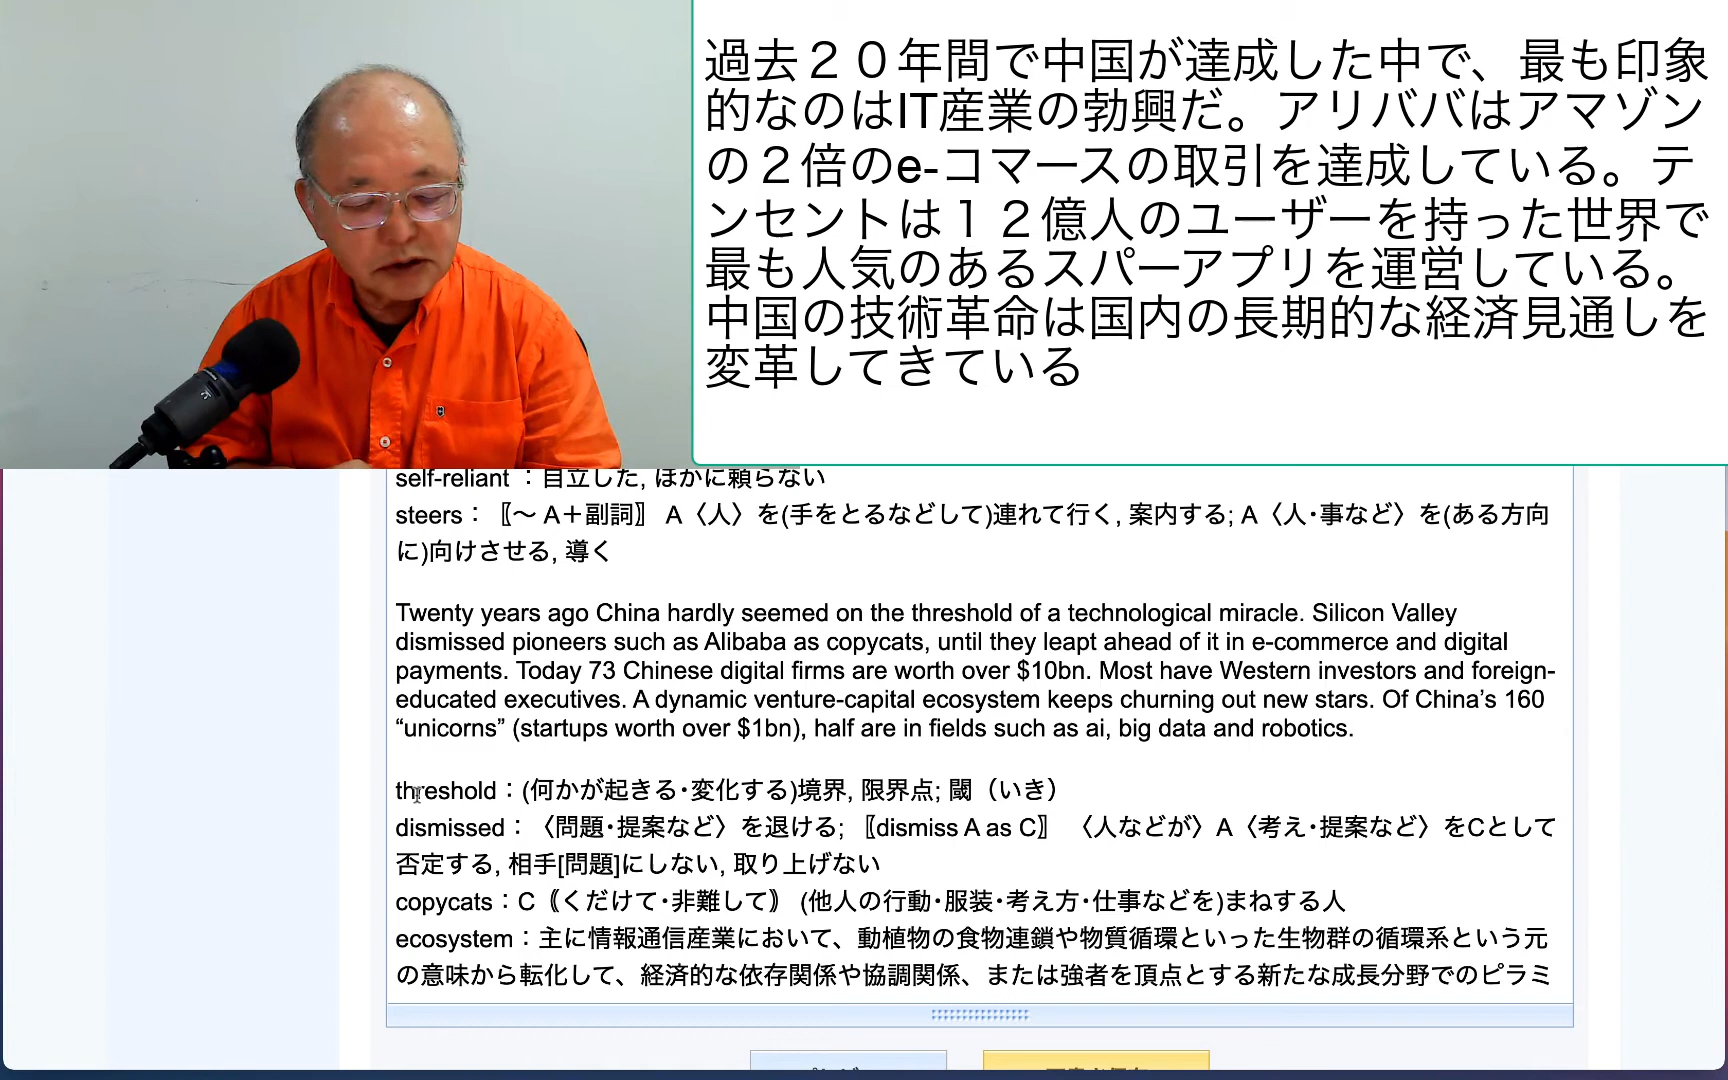 過去２０年間で中国が達成した中で、最も印象
的なのはIT産業の勃興だ。アリババはアマゾン
の２倍のe-コマースの取引を達成している。テ
ンセントは１２億人のユーザーを持った世界で
最も人気のあるスパーアプリを運営している。
中国の技術革命は国内の長期的な経済見通しを
変革してきている
self-reliant ：自立した, ほかに頼らない
steers：〖～ A＋副詞〗 A〈人〉を(手をとるなどして)連れて行く, 案内する; A〈人･事など〉を(ある方向
に)向けさせる, 導く
Twenty years ago China hardly seemed on the threshold of a technological miracle. Silicon Valley
dismissed pioneers such as Alibaba as copycats, until they leapt ahead of it in e-commerce and digital
payments. Today 73 Chinese digital firms are worth over $10bn. Most have Western investors and foreign-
educated executives. A dynamic venture-capital ecosystem keeps churning out new stars. Of China’s 160
“unicorns” (startups worth over $1bn), half are in fields such as ai, big data and robotics.
threshold：(何かが起きる･変化する)境界, 限界点; 閾（いき）
dismissed：〈問題･提案など〉を退ける; 〖dismiss A as C〗 〈人などが〉A〈考え･提案など〉をCとして
否定する, 相手[問題]にしない, 取り上げない
copycats：C⟪くだけて･非難して⟫ (他人の行動･服装･考え方･仕事などを)まねする人
ecosystem：主に情報通信産業において、動植物の食物連鎖や物質循環といった生物群の循環系という元
の意味から転化して、経済的な依存関係や協調関係、または強者を頂点とする新たな成長分野でのピラミ